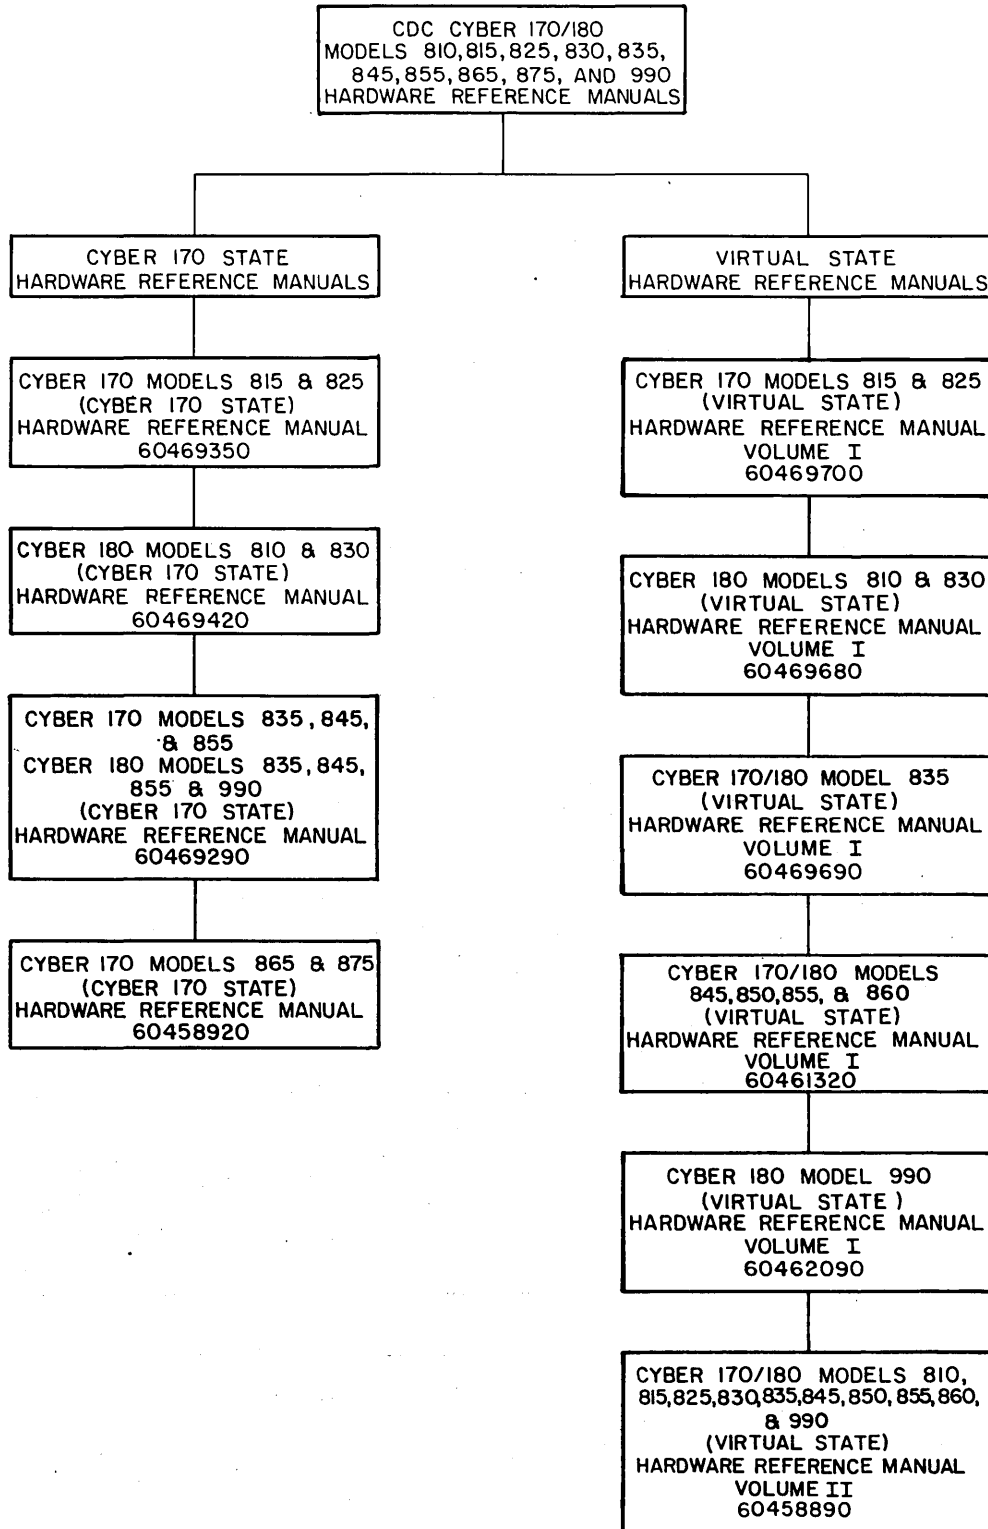 CDC CYBER 170/180
MODELS 810,815,825,830,835,
845,855,865, 875, AND 990
HARDWARE REFERENCE MANUALS
CYBER 170 STATE
HARDWARE REFERENCE MANUALS
CYBER 170 MODELS 815 & 825
(CYBER 170 STATE)
HARDWARE REFERENCE MANUAL
60469350
CYBER 180 MODELS 810 & 830
(CYBER 170 STATE)
HARDWARE REFERENCE MANUAL
60469420
CYBER 170 MODELS 835, 845,
& 855
CYBER 180 MODELS 835, 845,
855 & 990
(CYBER 170 STATE)
HARDWARE REFERENCE MANUAL
60469290
CYBER 170 MODELS 865 & 875
(CYBER 170 STATE)
HARDWARE REFERENCE MANUAL
60458920
VIRTUAL STATE
HARDWARE REFERENCE MANUALS
CYBER 170 MODELS 815 & 825
(VIRTUAL STATE)
HARDWARE REFERENCE MANUAL
VOLUME I
60469700
CYBER 180 MODELS 810 & 830
(VIRTUAL STATE)
HARDWARE REFERENCE MANUAL
VOLUME I
60469680
CYBER 170/180 MODEL 835
(VIRTUAL STATE)
HARDWARE REFERENCE MANUAL
VOLUME I
60469690
CYBER 170/180 MODELS
845,850,855, & 860
(VIRTUAL STATE)
HARDWARE REFERENCE MANUAL
VOLUME I
60461320
CYBER 180 MODEL 990
(VIRTUAL STATE )
HARDWARE REFERENCE MANUAL
VOLUME I
60462090
CYBER 170/180 MODELS 810,
815,825,830,835,845,850,855,860,
& 990
(VIRTUAL STATE)
HARDWARE REFERENCE MANUAL
VOLUME II
60458890